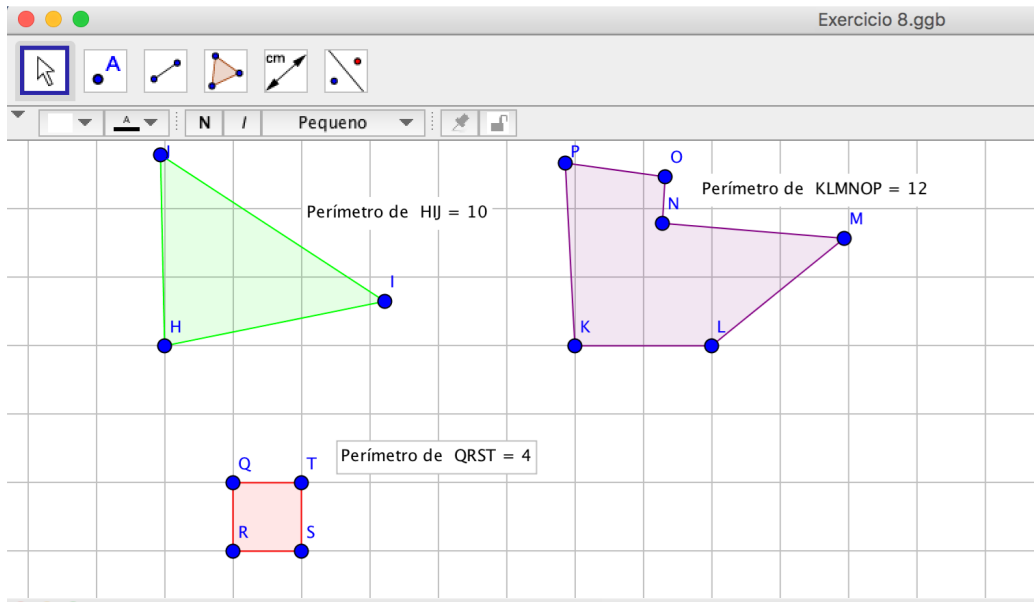 Exercicio 8.ggb
A
cm
A
N
I
Pequeno
J
P
O
Perímetro de KLMNOP = 12
N
Perímetro de HIJ = 10
M
I
H
K
L
Perímetro de QRST = 4
Q
T
R
S